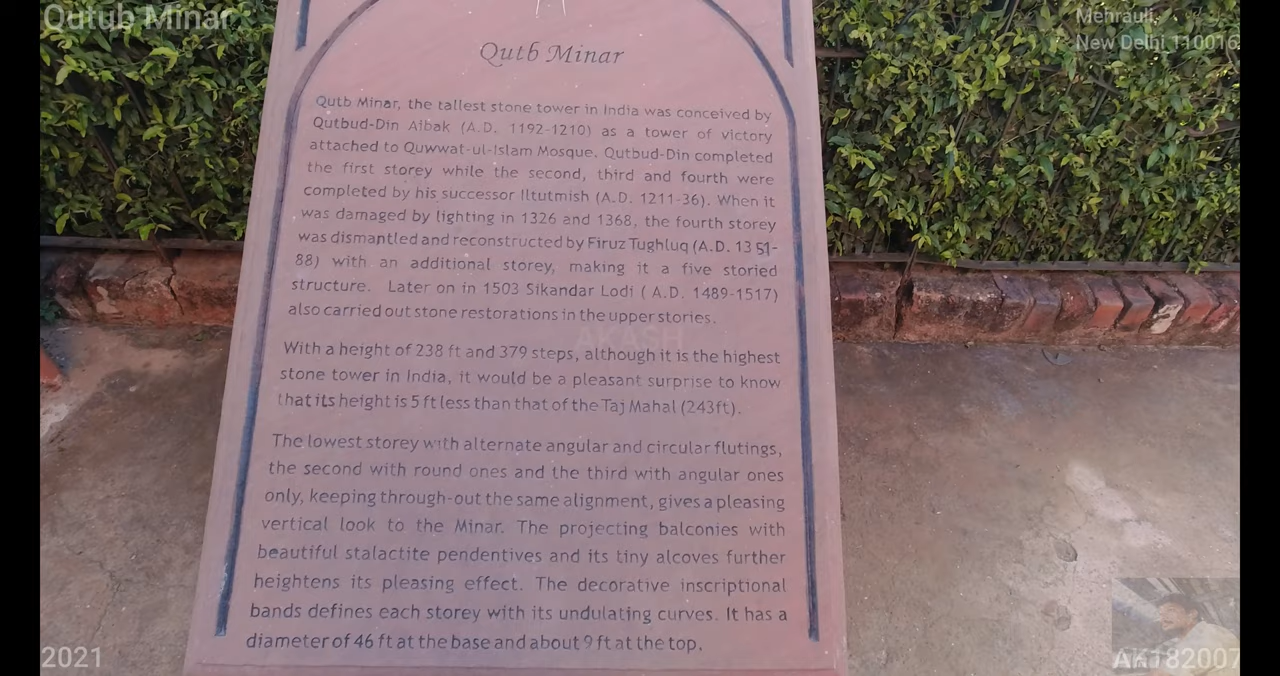 Qutub Minar
Mehrauli,
New Delhi,110016
Qutb Minar
Qutb Minar, the tallest stone tower in India was conceived by
Qutbud-Din Aibak (A.D. 1192-1210) as a tower of victory
attached to Quwwat-ul-Islam Mosque. Qutbud-Din completed
the first storey while the second, third and fourth were
completed by his successor Iltutmish (A.D. 1211-36). When it
was damaged by lighting in 1326 and 1368, the fourth storey
was dismantled and reconstructed by Firuz Tughluq (A.D. 1351-
88) with an additional storey, making it a five storied
structure. Later on in 1503 Sikandar Lodi ( A.D. 1489-1517)
also carried out stone restorations in the upper stories.
AKASH
With a height of 238 ft and 379 steps, although it is the highest
stone tower in India, it would be a pleasant surprise to know
that its height is 5 ft less than that of the Taj Mahal (243ft).
The lowest storey with alternate angular and circular flutings,
the second with round ones and the third with angular ones
only, keeping through-out the same alignment, gives a pleasing
vertical look to the Minar. The projecting balconies with
beautiful stalactite pendentives and its tiny alcoves further
heightens its pleasing effect. The decorative inscriptional
bands defines each storey with its undulating curves. It has a
diameter of 46 ft at the base and about 9 ft at the top.
2021
AK182007